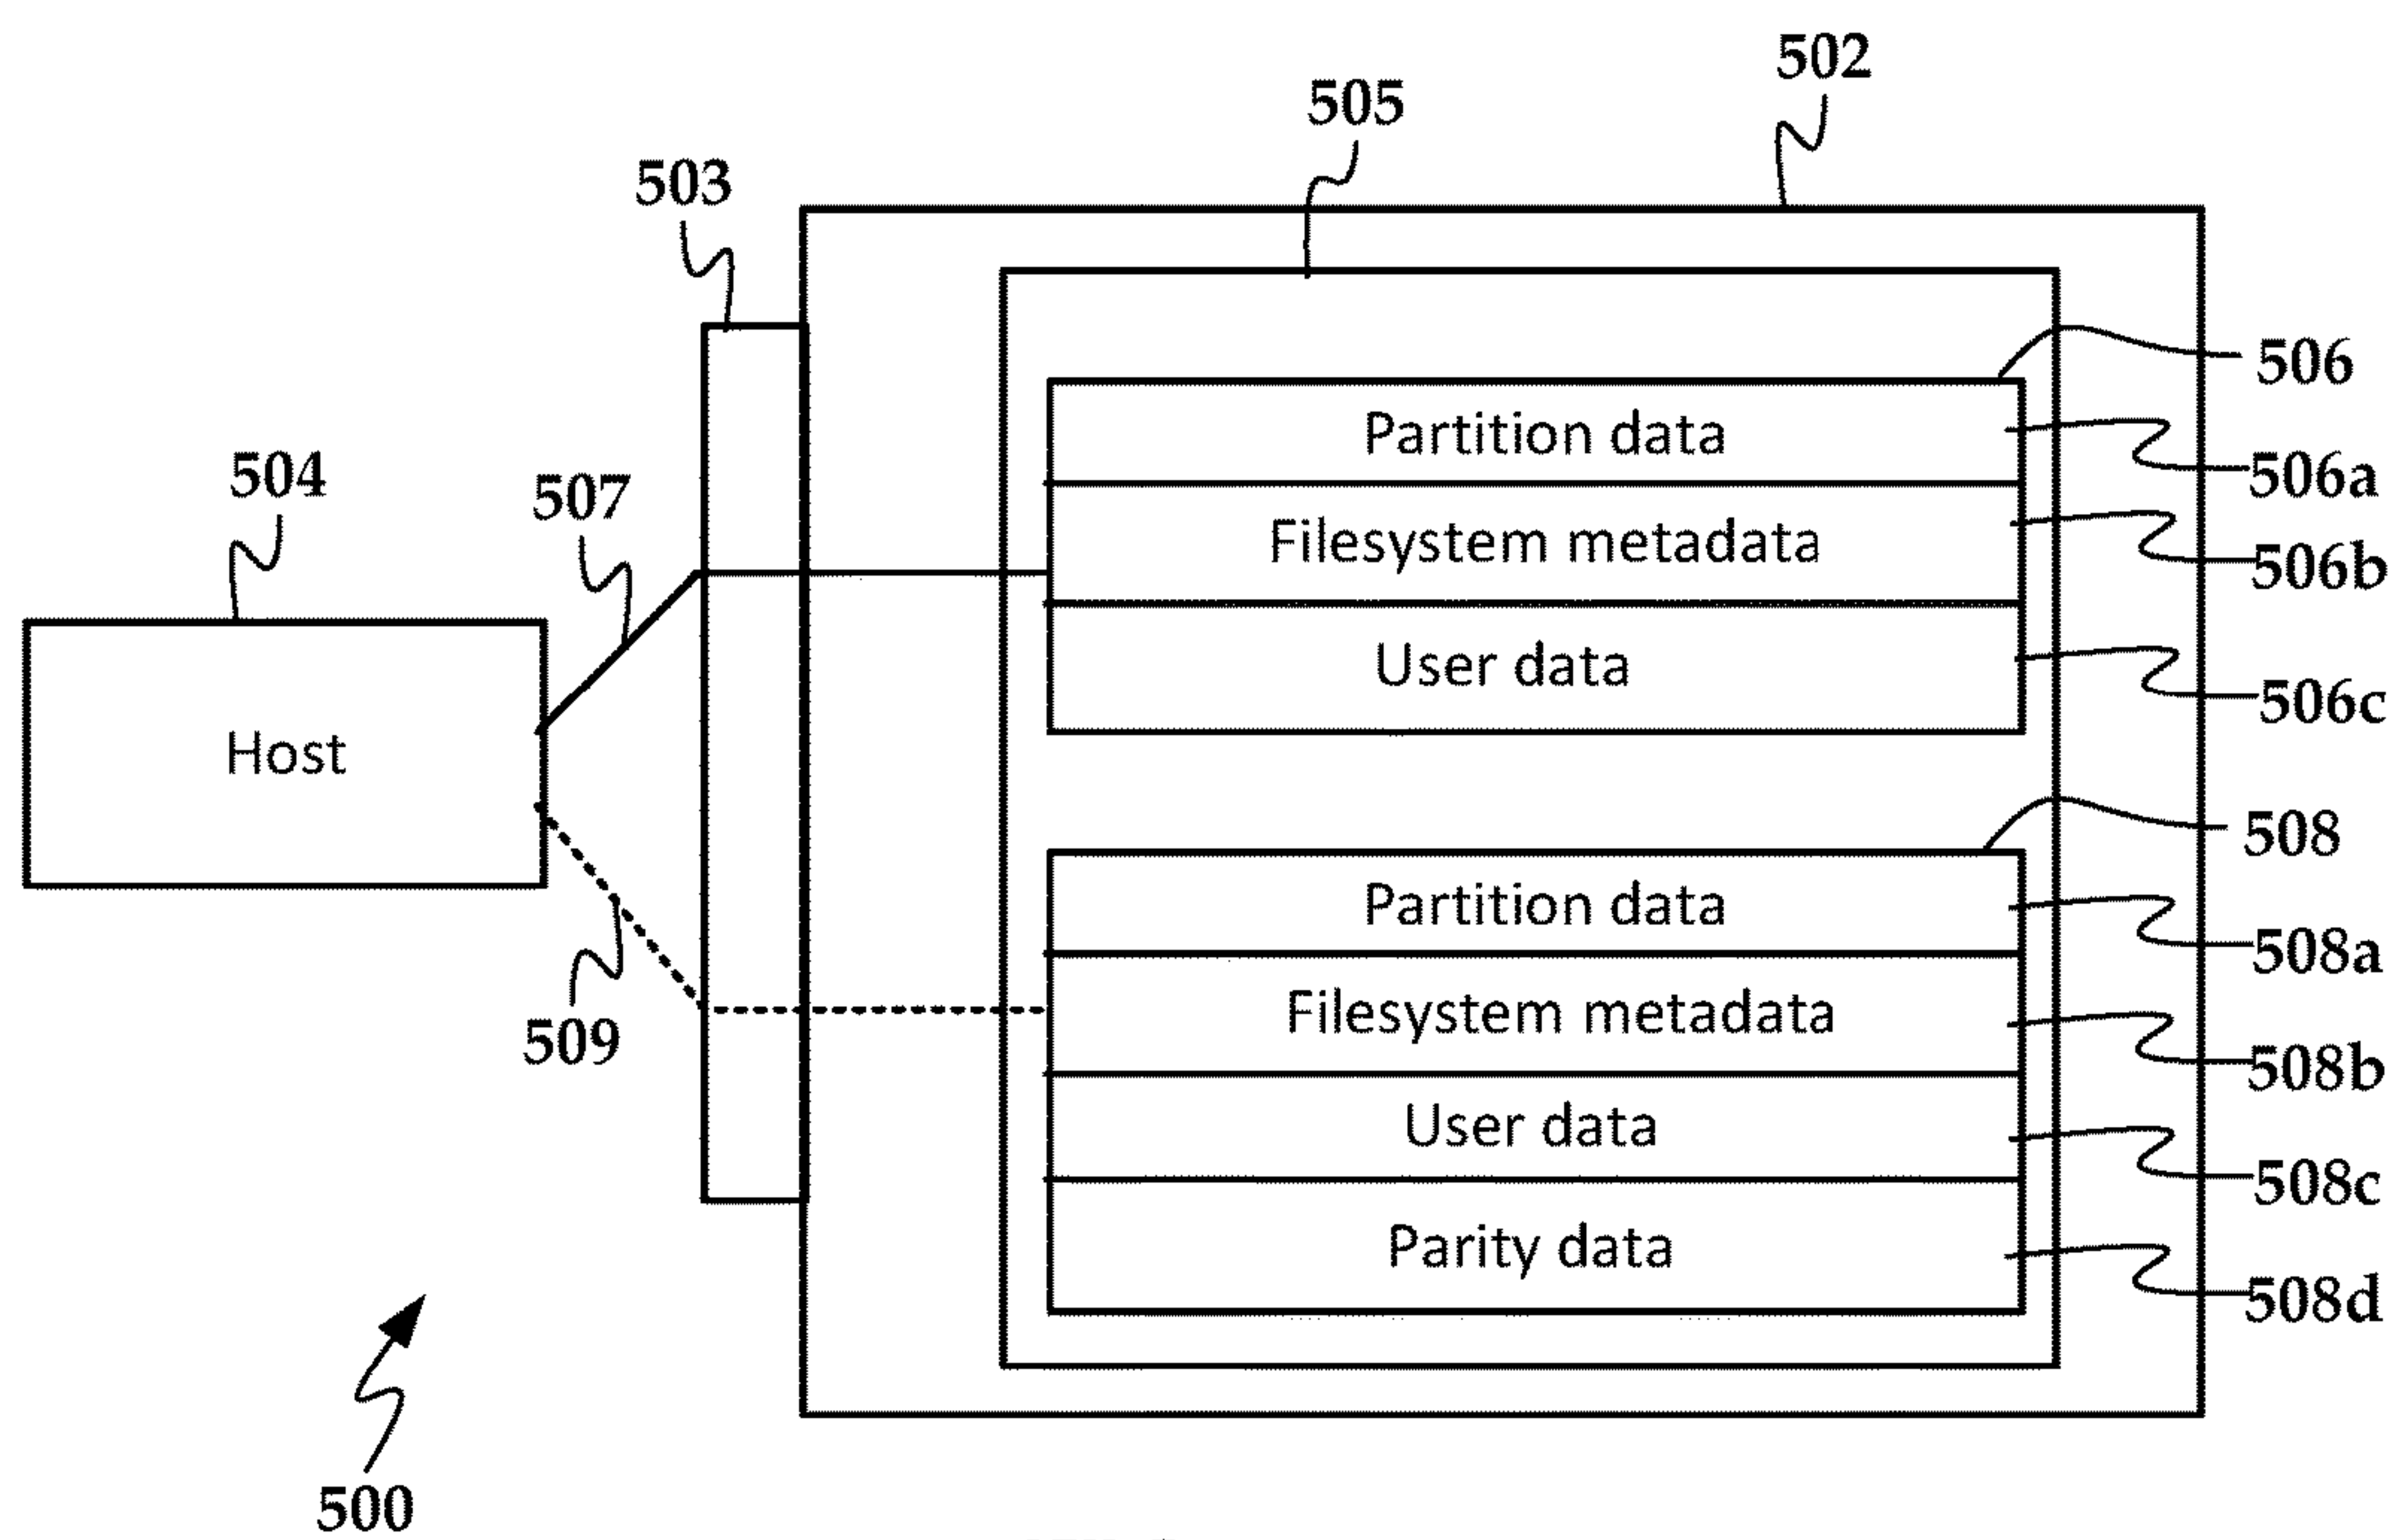 502
505
503
506
Partition data
506a
504
507
Filesystem metadata
506b
User data
506c
Host
508
Partition data
508a
Filesystem metadata
509
508b
User data
508c
Parity data
508d
500